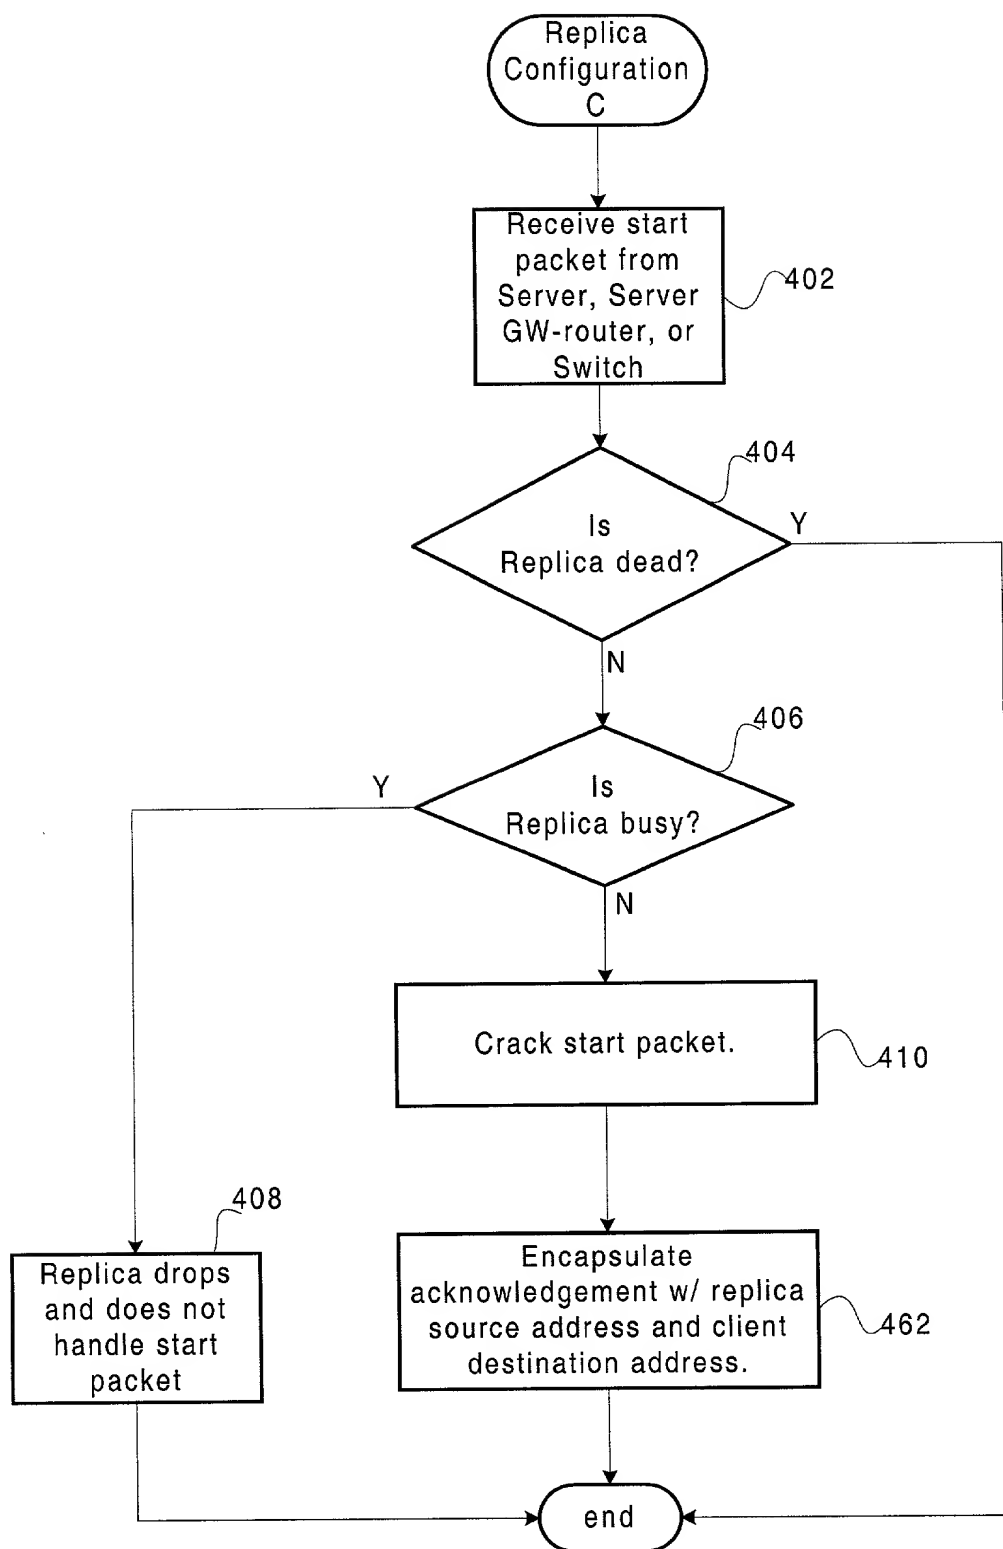 Replica
Configuration
C
Receive start
packet from
Server, Server
GW-router, or
Switch
402
404
Is
Replica dead?
Y
N
406
Is
Replica busy?
Y
N
Crack start packet.
410
408
Replica drops
and does not
handle start
packet
Encapsulate
acknowledgement w/ replica
source address and client
destination address.
462
end